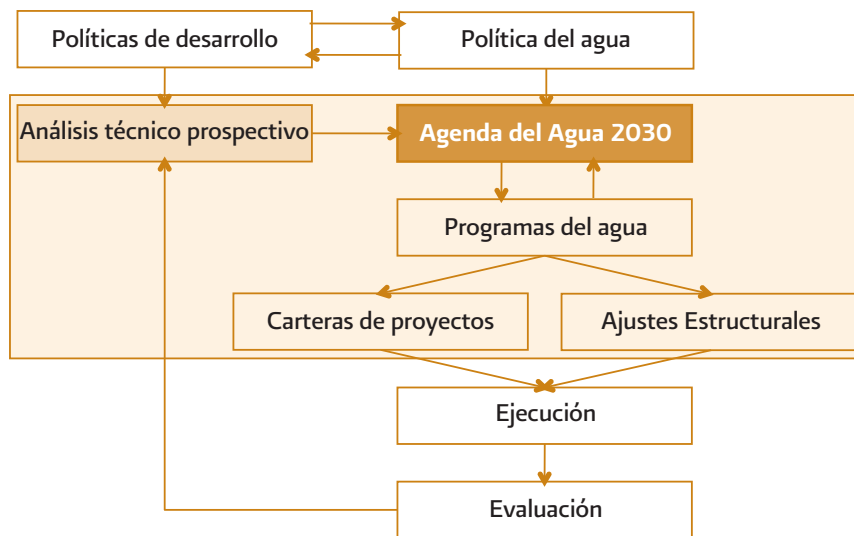 Políticas de desarrollo
Política del agua
Análisis técnico prospectivo
Agenda del Agua 2030
Programas del agua
Carteras de proyectos
Ajustes Estructurales
Ejecución
Evaluación